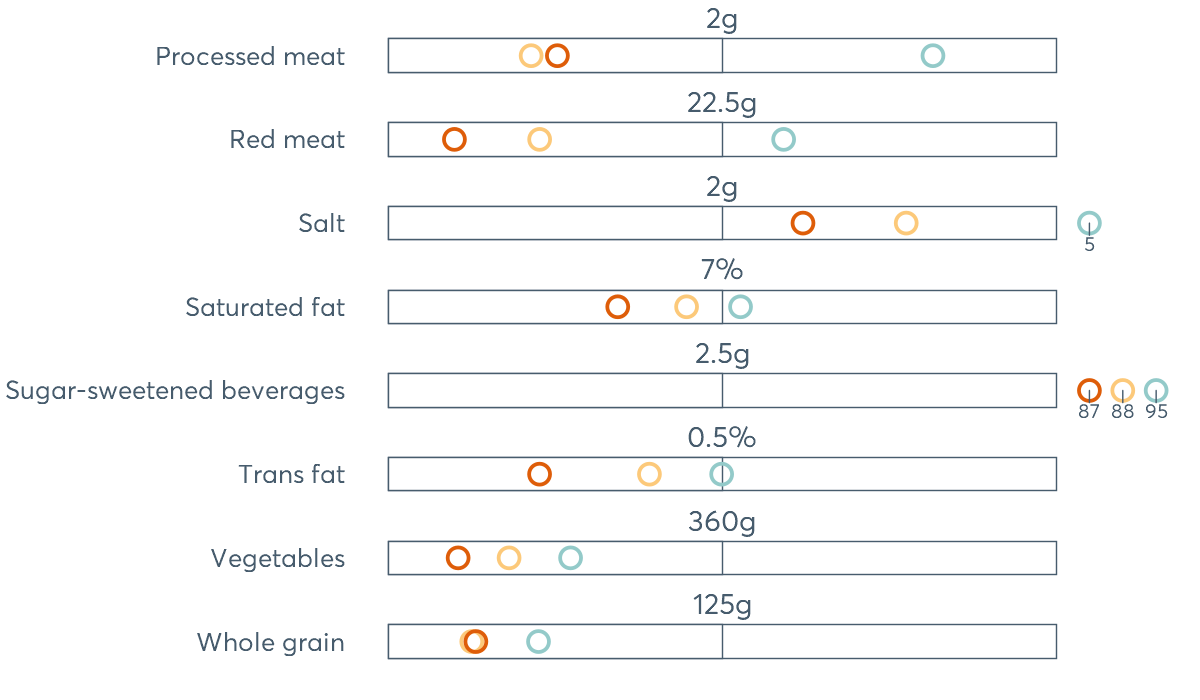 2g
Processed meat
22.5g
Red meat
2g
Salt
5
7%
Saturated fat
2.5g
Sugar-sweetened beverages
87 88 95
0.5%
Trans fat
360g
Vegetables
125g
Whole grain